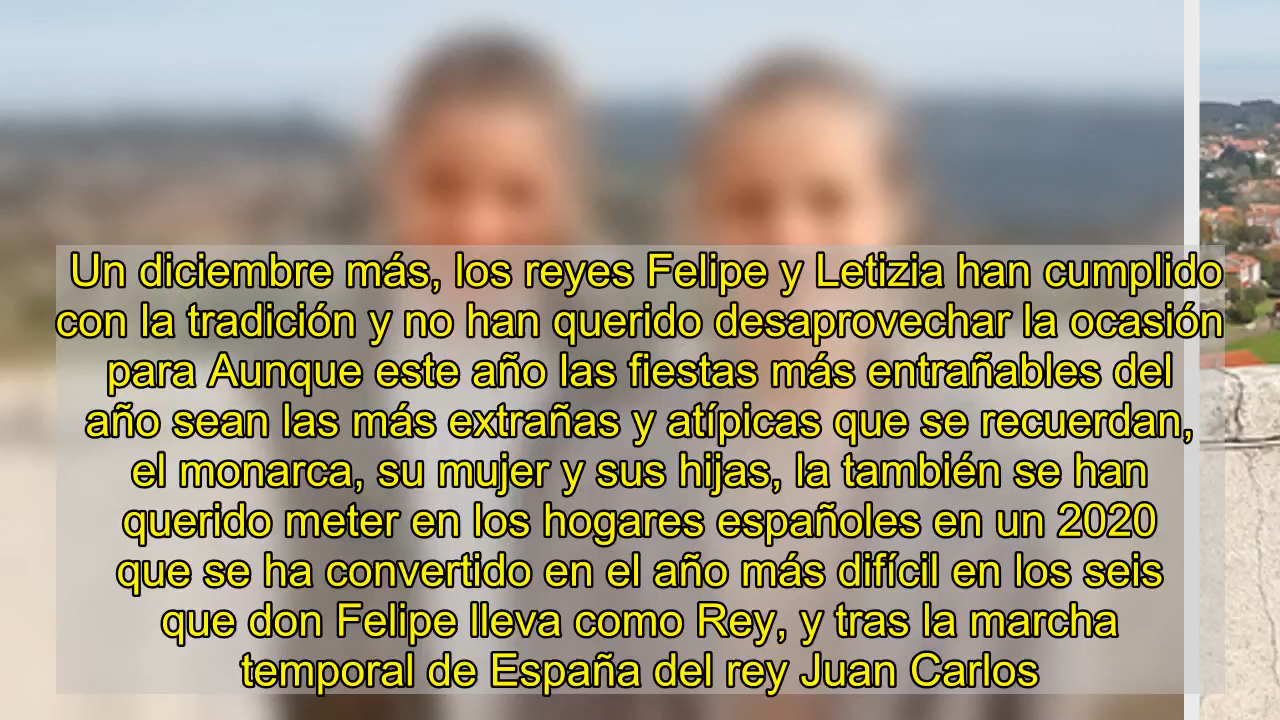 Un diciembre más, los reyes Felipe y Letizia han cumplido
con la tradición y no han querido desaprovechar la ocasión
para Aunque este año las fiestas más entrañables del
año sean las más extrañas y atípicas que se recuerdan,
el monarca, su mujer y sus hijas, la también se han
querido meter en los hogares españoles en un 2020
que se ha convertido en el año más difícil en los seis
que don Felipe lleva como Rey, y tras la marcha
temporal de España del rey Juan Carlos